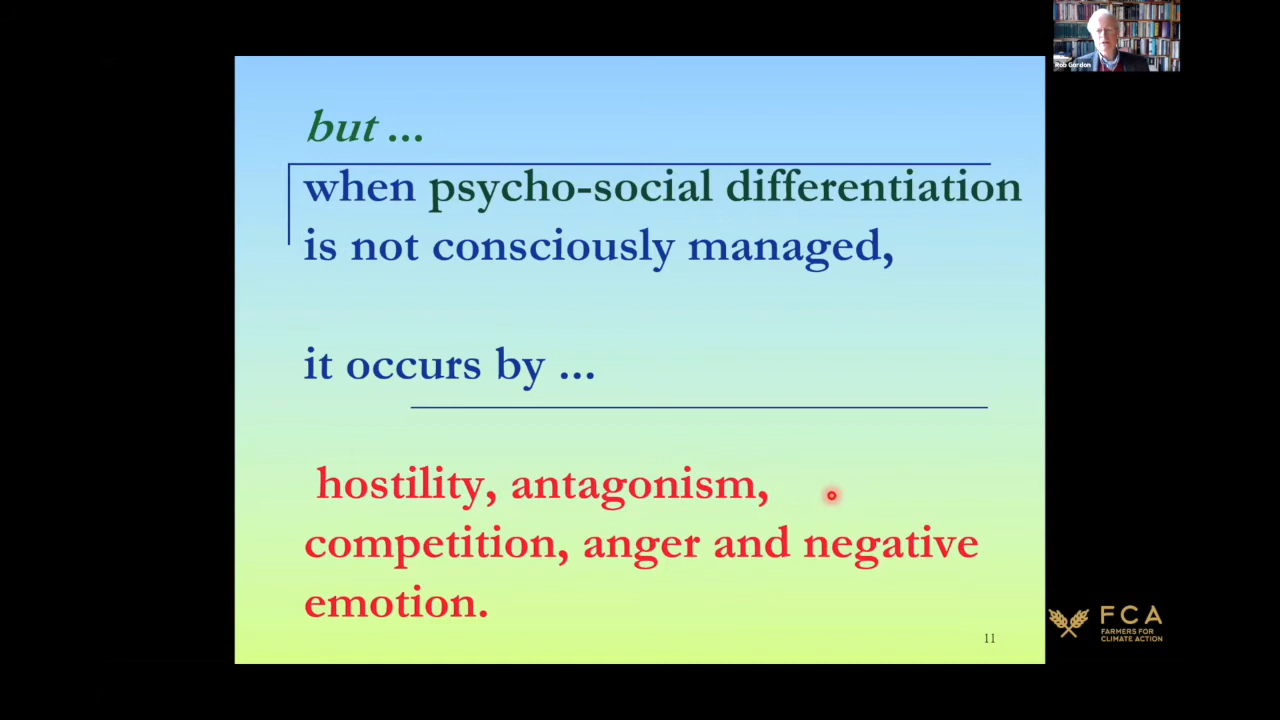 Rob Gordon
but ...
when psycho-social differentiation
is not consciously managed,
it occurs by ...
hostility, antagonism,
competition, anger and negative
emotion.
11
FCA
FARMERS FOR
CLIMATE ACTION